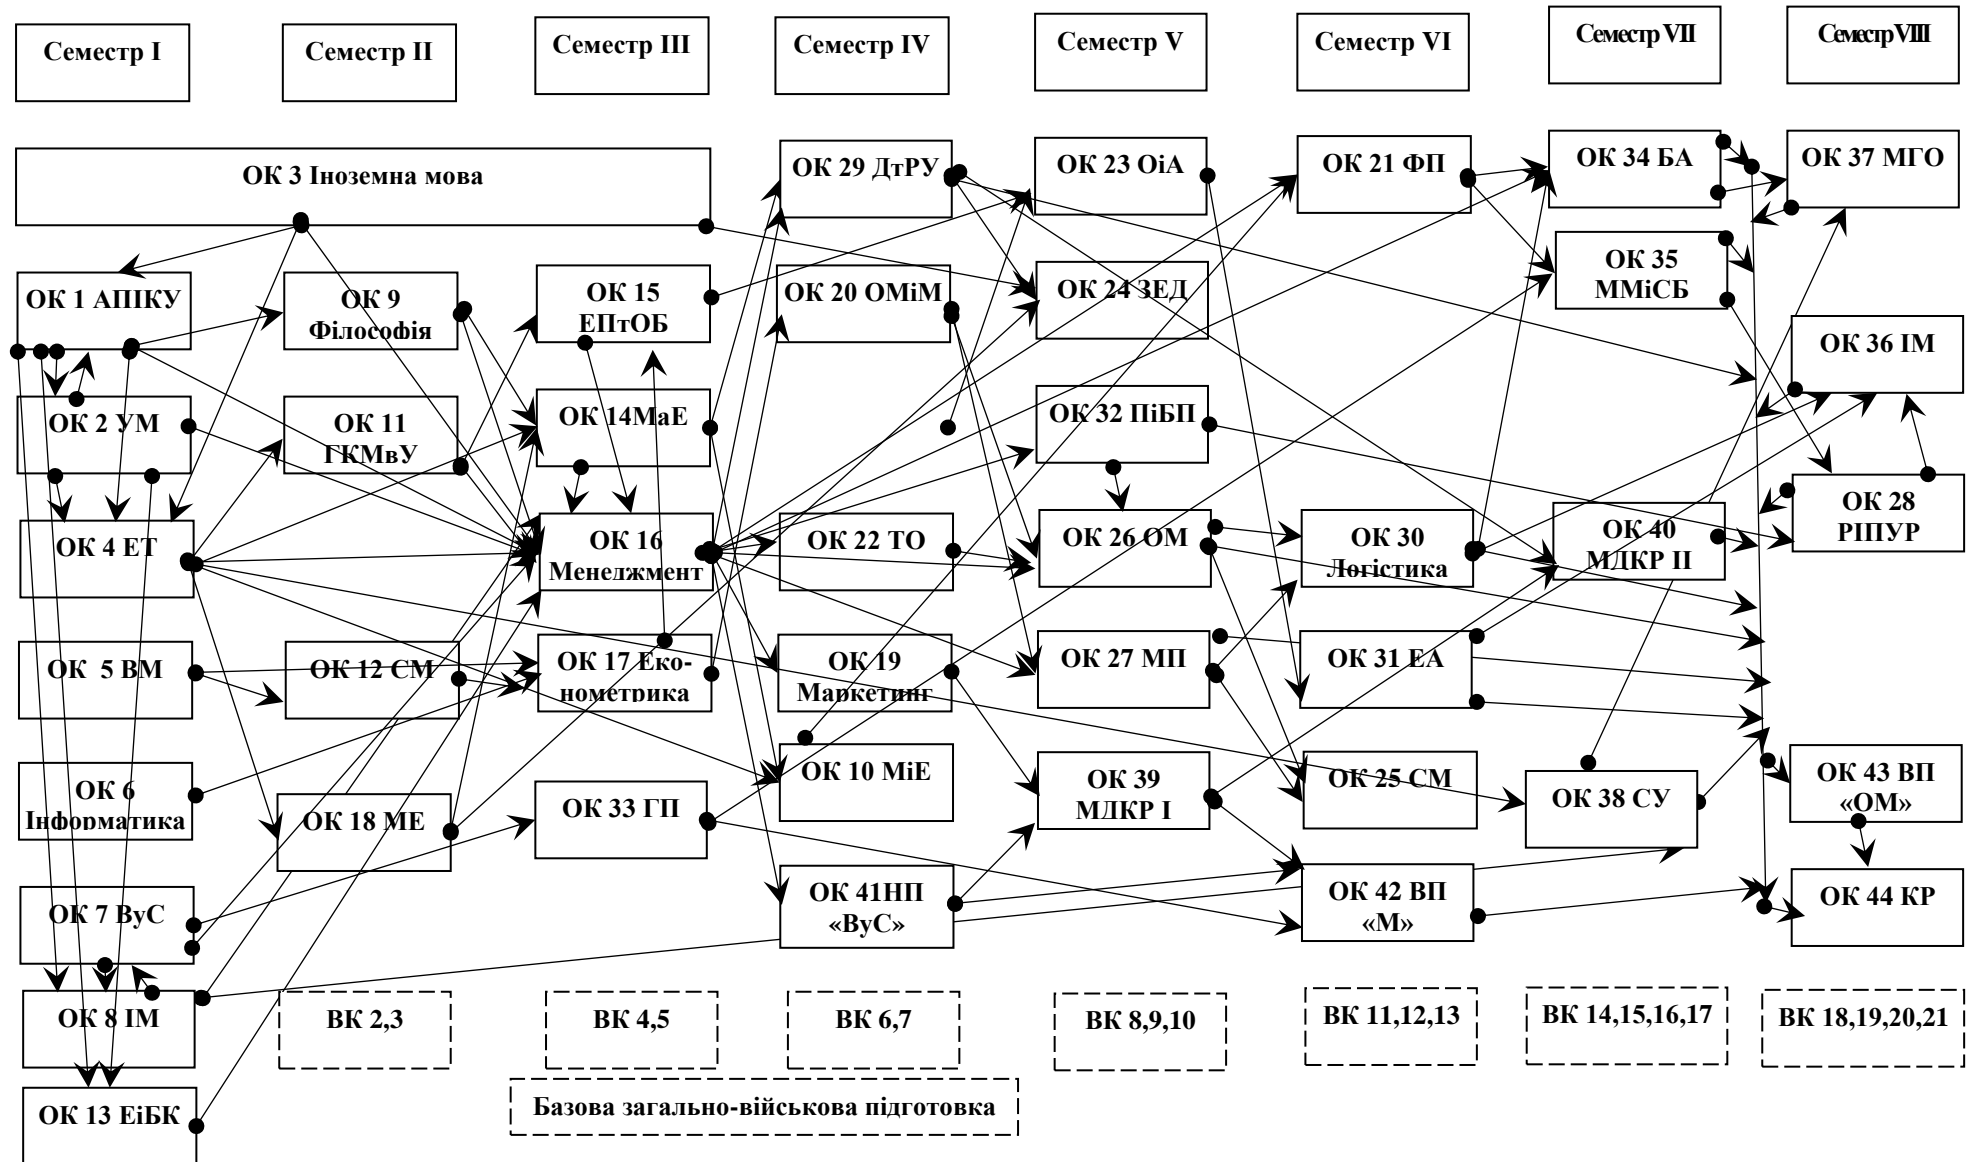 Семестр I
Семестр II
Семестр III
Семестр IV
Семестр V
Семестр VI
Семестр VII
Семестр VIII
ОК 3 Іноземна мова
ОК 29 ДтРУ
ОК 23 ОіА
ОК 21 ФП
ОК 34 БА
ОК 37 МГО
ОК 1 АПІКУ
ОК 9
Філософія
ОК 15
ЕПтОБ
ОК 20 ОМіМ
ОК 24 ЗЕД
ОК 35
ММіСБ
ОК 36 ІМ
ОК 2 УМ
ОК 11
ГКМвУ
ОК 14МаЕ
ОК 32 ПіБП
ОК 28
РІПУР
ОК 4 ЕТ
ОК 16
Менеджмент
ОК 22 ТО
ОК 26 ОМ
ОК 30
Логістика
ОК 40
МДКР ІІ
ОК 5 ВМ
ОК 12 СМ
ОК 17 Еко-
нометрика
ОК 19
Маркетинг
ОК 27 МП
ОК 31 ЕА
ОК 6
Інформатика
ОК 18 МЕ
ОК 33 ГП
ОК 10 МіЕ
ОК 39
МДКР І
ОК 25 СМ
ОК 38 СУ
ОК 43 ВП
«ОМ»
ОК 7 ВуС
ОК 41НП
«ВуС»
ОК 42 ВП
«М»
ОК 44 КР
ОК 8 ІМ
ВК 2,3
ВК 4,5
ВК 6,7
ВК 8,9,10
ВК 11,12,13
ВК 14,15,16,17
ВК 18,19,20,21
ОК 13 ЕіБК
Базова загально-військова підготовка